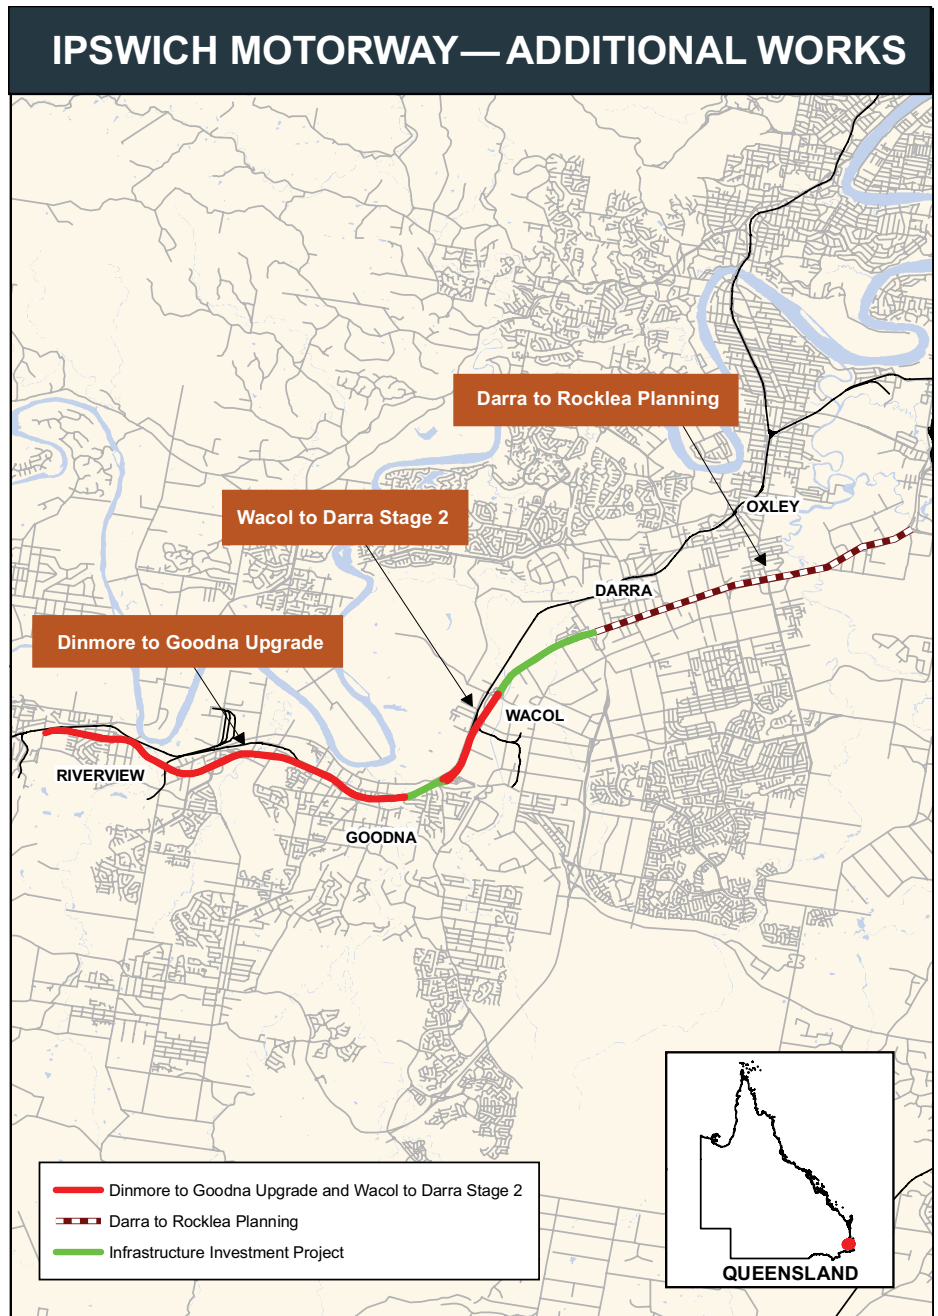 IPSWICH MOTORWAY—ADDITIONAL WORKS
Darra to Rocklea Planning
Wacol to Darra Stage 2
OXLEY
DARRA
Dinmore to Goodna Upgrade
WACOL
RIVERVIEW
GOODNA
Dinmore to Goodna Upgrade and Wacol to Darra Stage 2
Darra to Rocklea Planning
Infrastructure Investment Project
QUEENSLAND